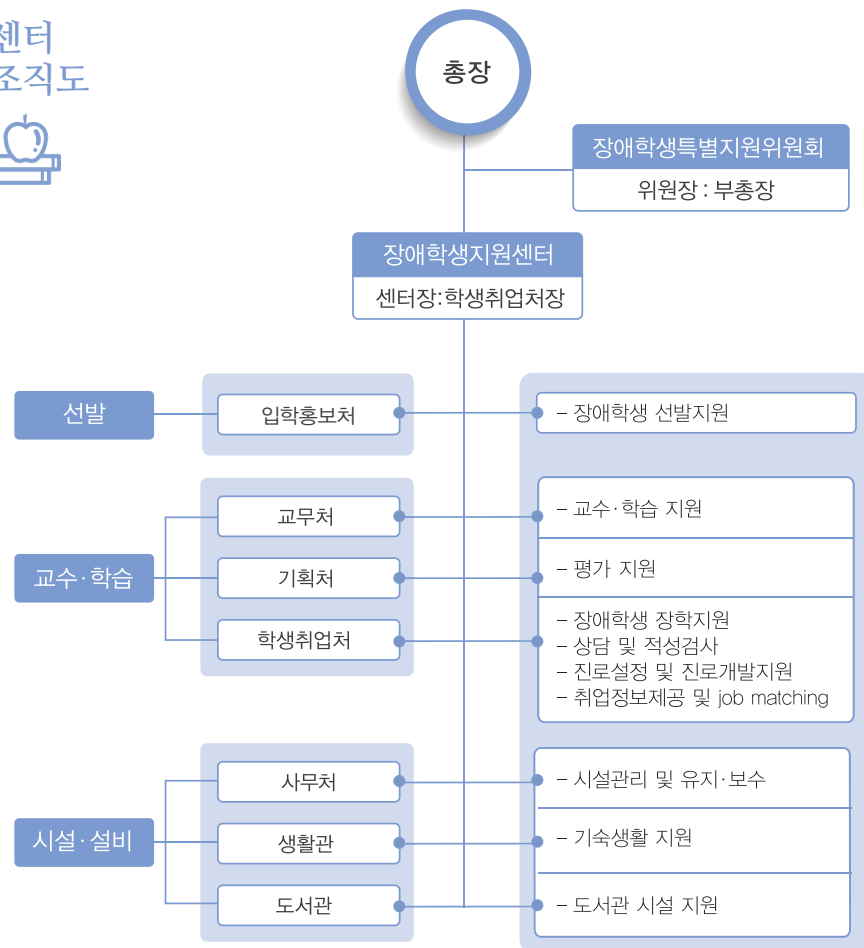 센터
조직도
총장
장애학생특별지원위원회
위원장 : 부총장
장애학생지원센터
센터장:학생취업처장
선발
입학홍보처
– 장애학생 선발지원
교수·학습
교무처
– 교수·학습 지원
기획처
– 평가 지원
학생취업처
– 장애학생 장학지원
– 상담 및 적성검사
– 진로설정 및 진로개발지원
– 취업정보제공 및 job matching
시설·설비
사무처
– 시설관리 및 유지·보수
생활관
– 기숙생활 지원
도서관
– 도서관 시설 지원